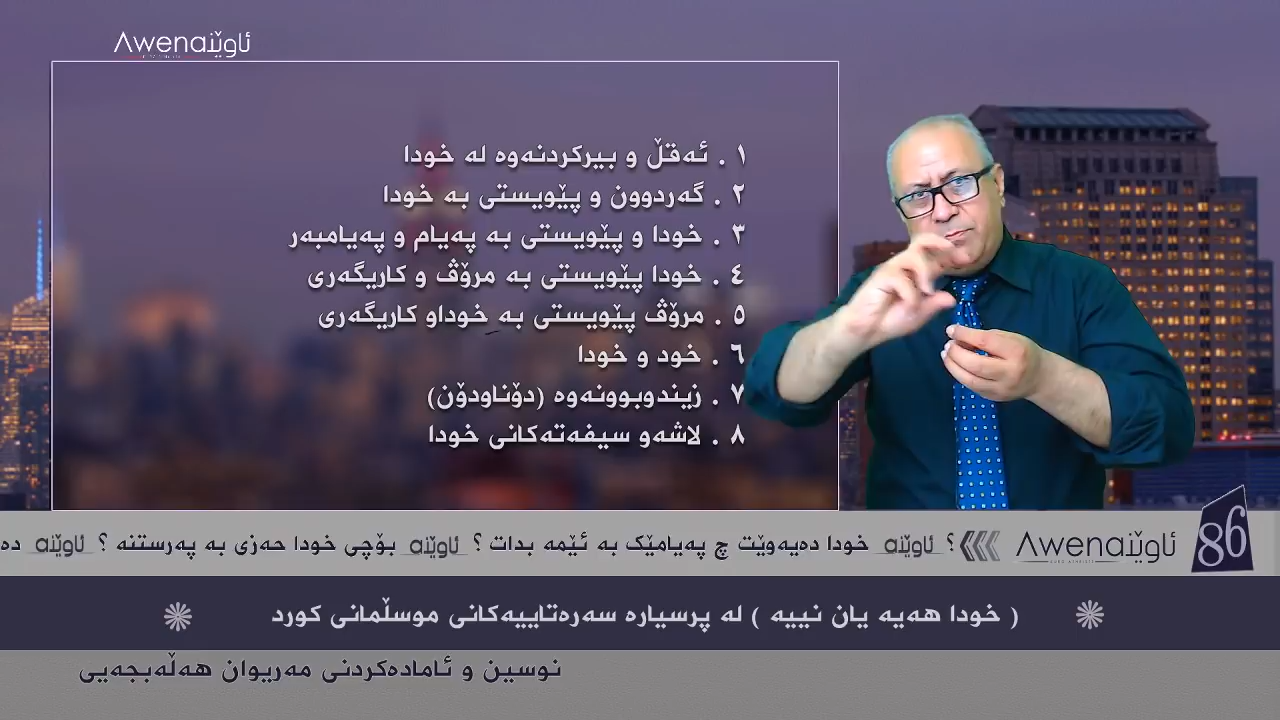 Awenaئاوێنە
١ . ئەقڵ و بیرکردنەوە لە خودا
٢ . گەردوون و پێویستی بە خودا
٣ . خودا و پێویستی بە پەیام و پەیامبەر
٤ . خودا پێویستی بە مرۆڤ و کاریگەری
٥ . مرۆڤ پێویستی بە خوداو کاریگەری
٦ . خود و خودا
٧ . زیندوبوونەوە (دۆناودۆن)
٨ . لاشەو سیفەتەکانی خودا
86
Awenaئاوێنە
؟ ئاوێنە خودا دەیەوێت چ پەیامێک بە ئێمە بدات ؟ ئاوێنە بۆچی خودا حەزی بە پەرستنە ؟ ئاوێنە دە
( خودا هەیە یان نییە ) لە پرسیارە سەرەتاییەکانی موسڵمانی کورد
نوسین و ئامادەکردنی مەریوان هەڵەبجەیی